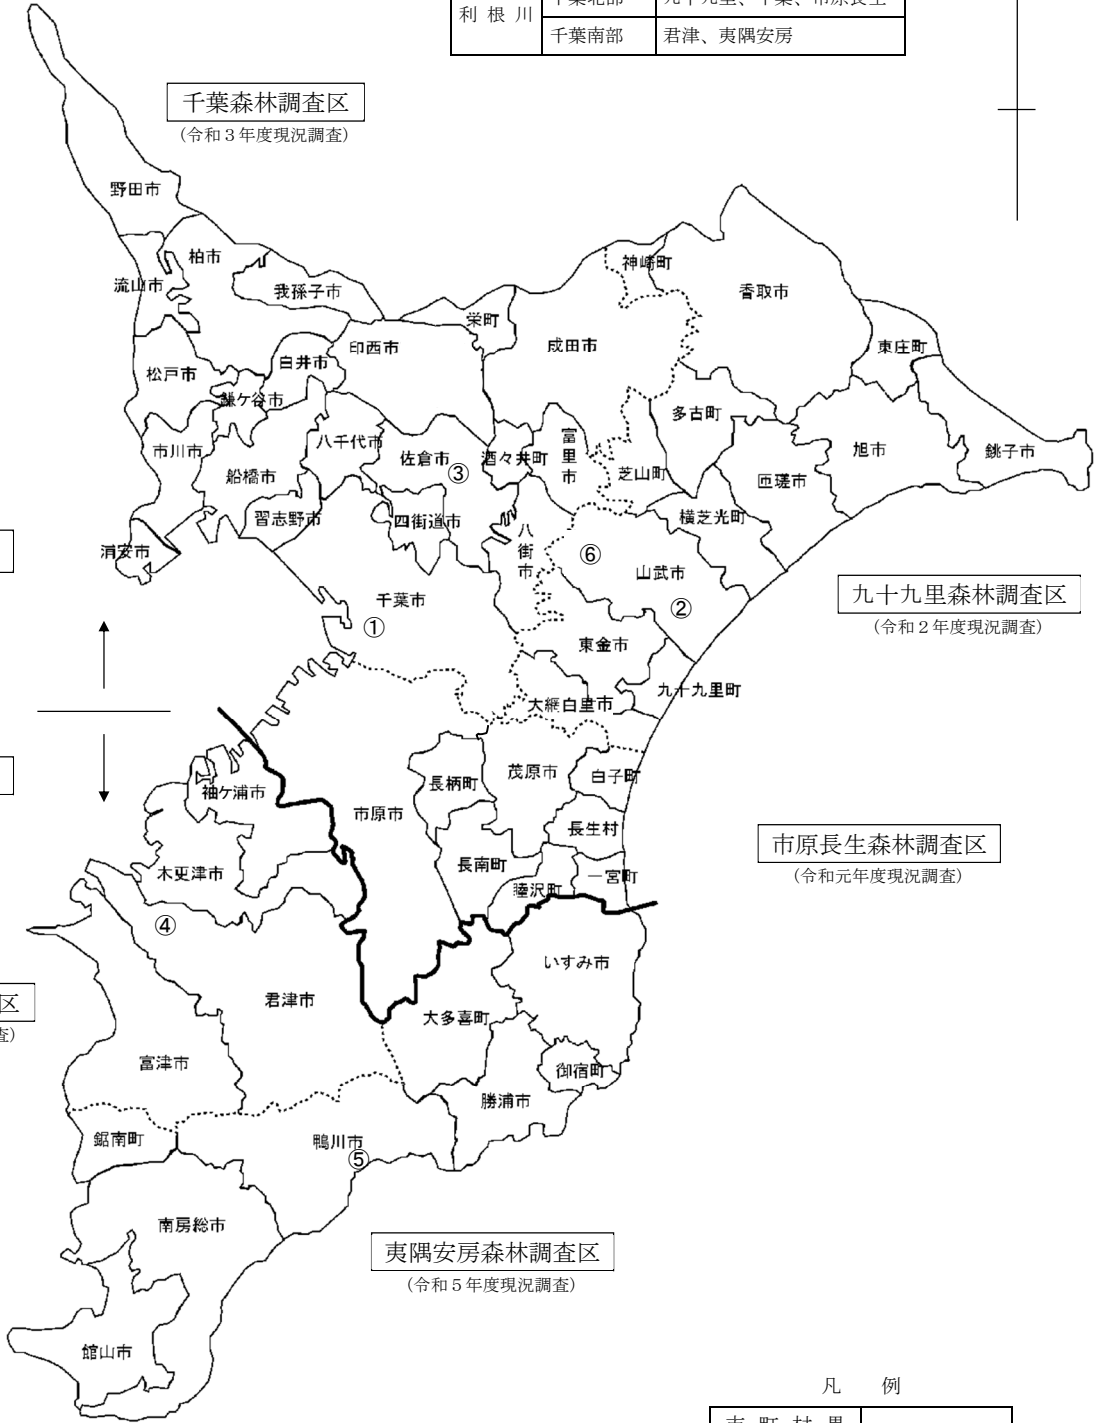 利根川
千葉北部 九十九里、千葉、市原長生
千葉南部 君津、夷隅安房
千葉森林調査区
(令和3年度現況調査)
野田市
柏市
流山市
我孫子市
神崎町
香取市
栄町
成田市
東庄町
印西市
白井市
松戸市
鎌ケ谷市
多古町
市川市
八千代市
佐倉市
③
酒々井町
富里市
芝山町
匝瑳市
旭市
銚子市
船橋市
習志野市
四街道市
八街市
横芝光町
浦安市
⑥
山武市
②
千葉市
①
九十九里森林調査区
(令和2年度現況調査)
東金市
九十九里町
大網白里市
袖ケ浦市
市原市
長柄町
茂原市
白子町
長生村
木更津市
長南町
睦沢町
一宮町
市原長生森林調査区
(令和元年度現況調査)
④
いすみ市
区
査)
君津市
大多喜町
富津市
御宿町
勝浦市
鋸南町
鴨川市
⑤
南房総市
夷隅安房森林調査区
(令和5年度現況調査)
館山市
凡 例
市町村界